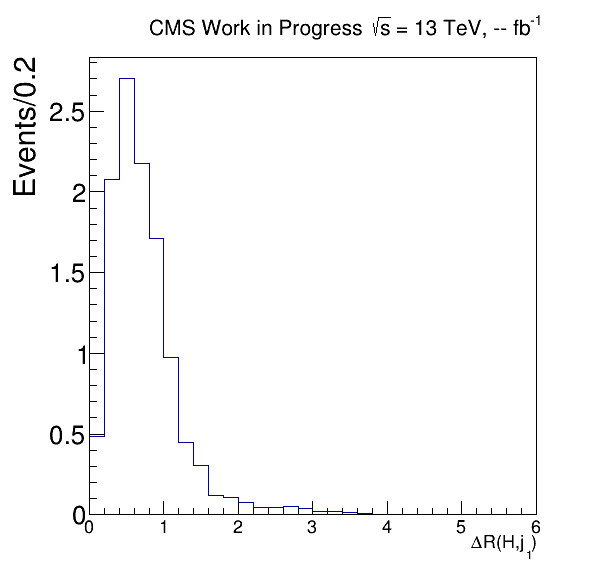 CMS Work in Progress √s = 13 TeV, -- fb⁻¹
Events/0.2
2.5
2
1.5
1
0.5
0
0 1 2 3 4 5 6
ΔR(H,j₁)